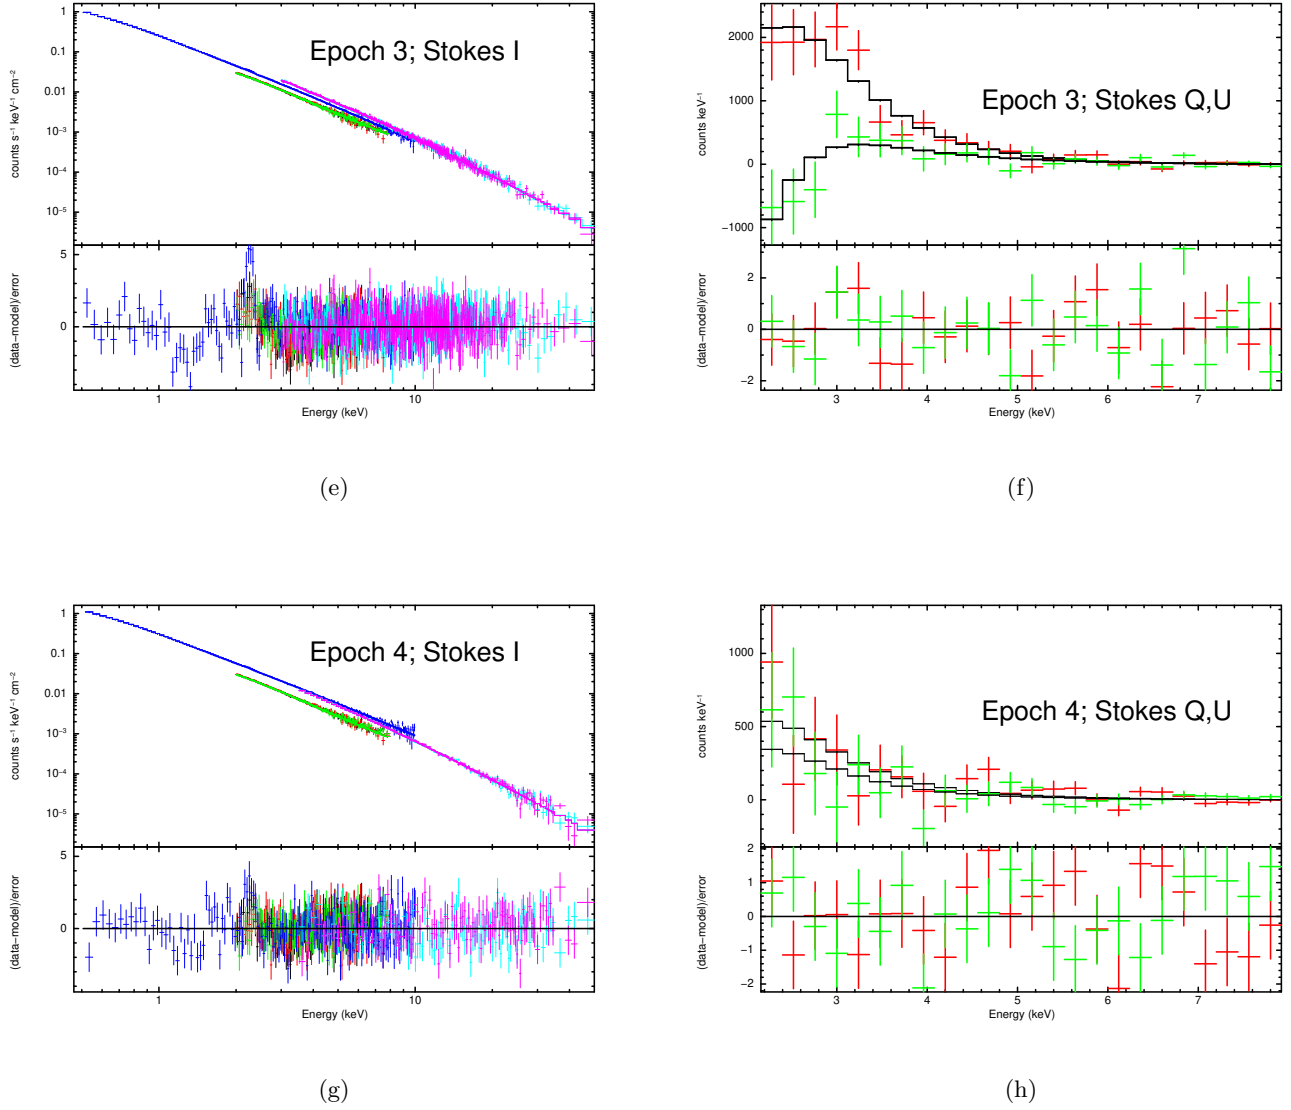 Epoch 3; Stokes I
counts s⁻¹ keV⁻¹ cm⁻²
1
0.1
0.01
10⁻³
10⁻⁴
10⁻⁵
(data−model)/error
5
0
1
10
Energy (keV)
Epoch 3; Stokes Q,U
counts keV⁻¹
2000
1000
0
−1000
(data−model)/error
2
0
−2
3
4
5
6
7
Energy (keV)
(e)
(f)
Epoch 4; Stokes I
counts s⁻¹ keV⁻¹ cm⁻²
1
0.1
0.01
10⁻³
10⁻⁴
10⁻⁵
(data−model)/error
5
0
1
10
Energy (keV)
Epoch 4; Stokes Q,U
counts keV⁻¹
1000
500
0
(data−model)/error
2
1
0
−1
−2
3
4
5
6
7
Energy (keV)
(g)
(h)